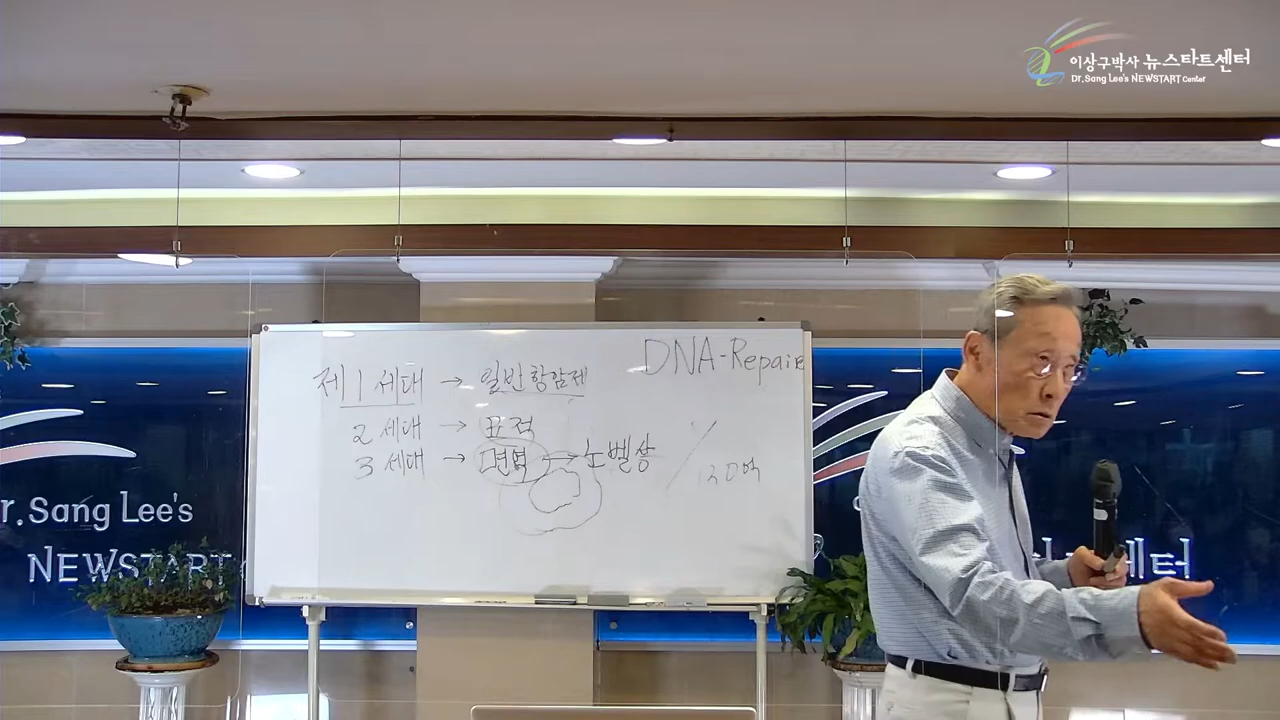 이상구박사 뉴스타트센터
Dr. Sang Lee's NEWSTART Center
DNA-Repair
제1세대 → 일반항암제
2세대 → 표적
3세대 → 면역 → 노벨상 / 120억
r. Sang Lee's
NEWSTART
센터